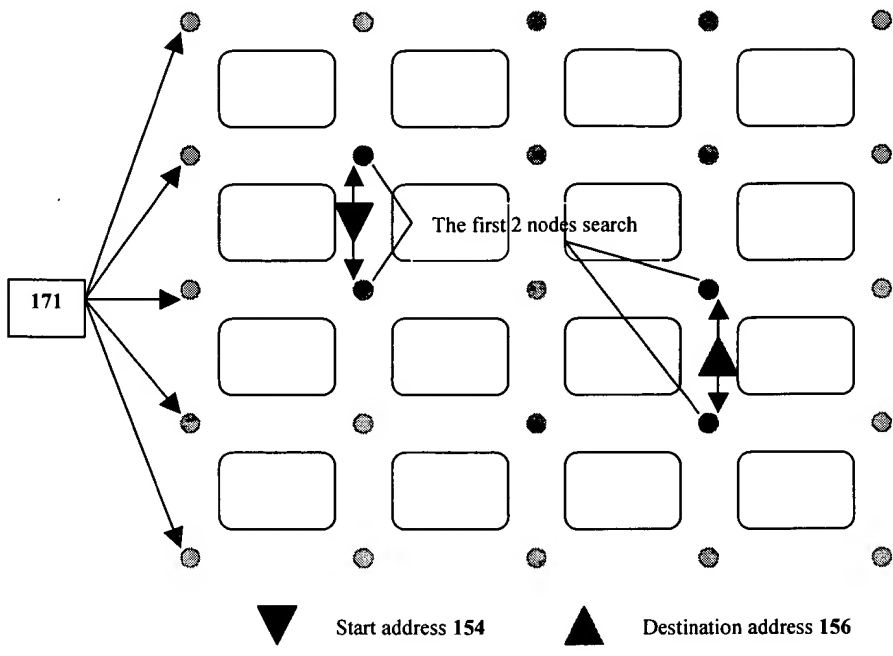 The first 2 nodes search
171
Start address 154
Destination address 156